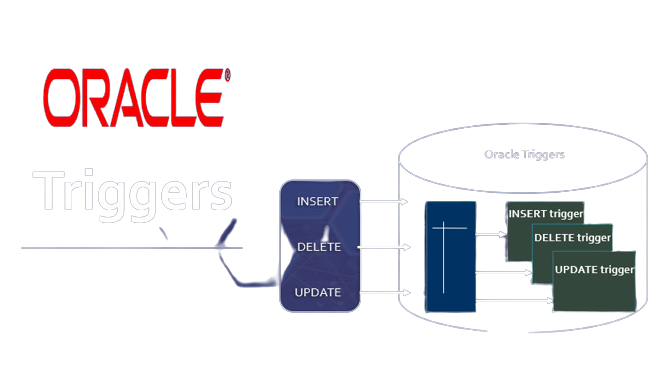 ORACLE®
Triggers
Oracle Triggers
INSERT
DELETE
UPDATE
INSERT trigger
DELETE trigger
UPDATE trigger